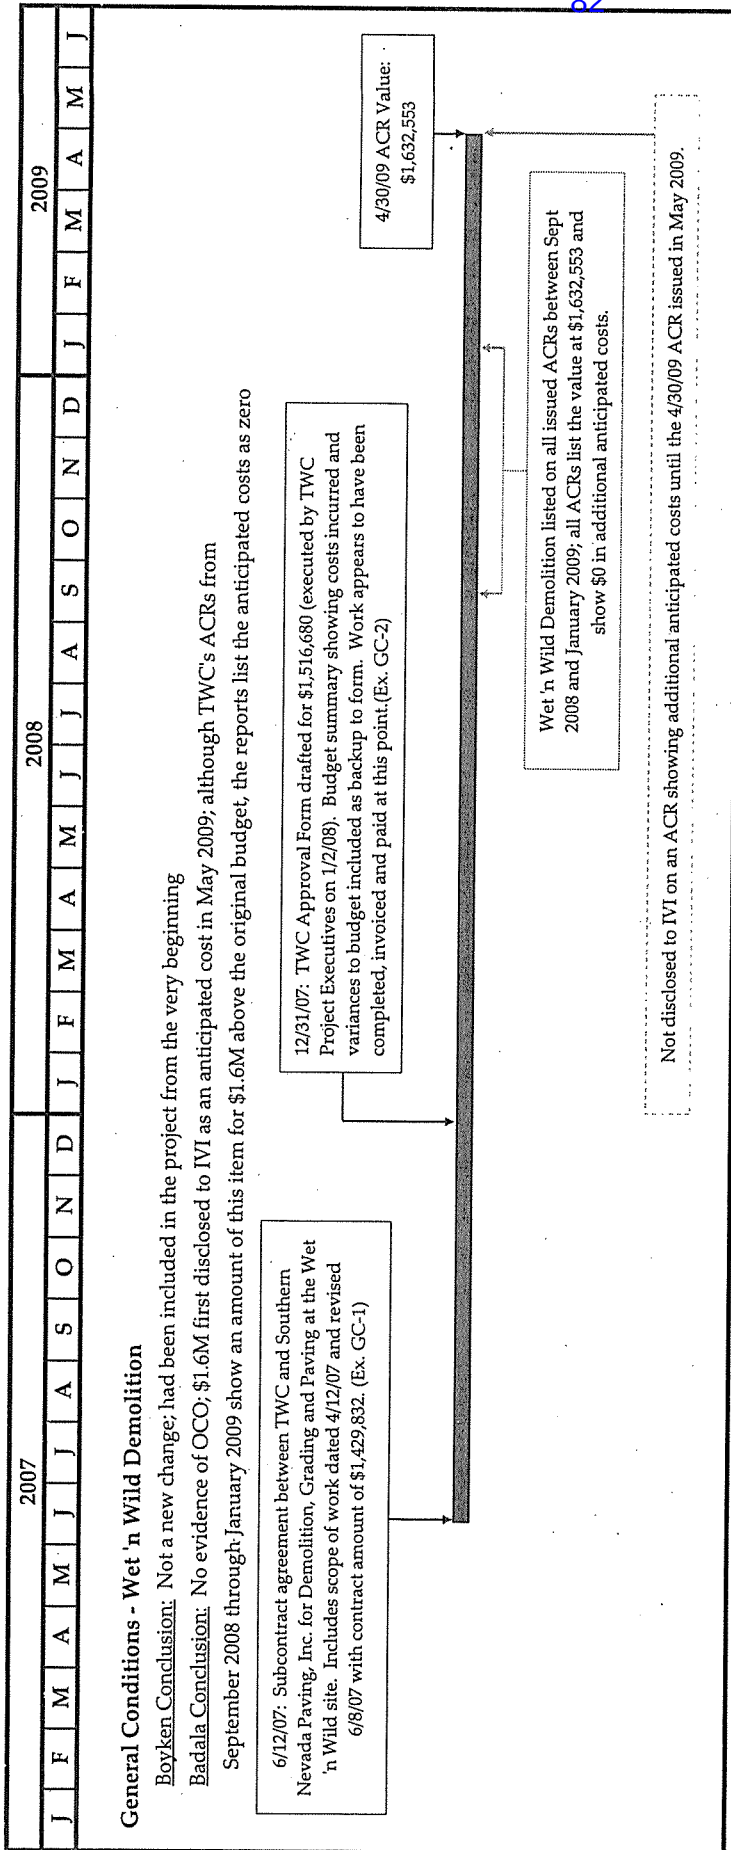 2007 2008 2009
J F M A M J J A S O N D J F M A M J J A S O N D J F M A M J
General Conditions - Wet 'n Wild Demolition
Boyken Conclusion: Not a new change; had been included in the project from the very beginning
Badala Conclusion: No evidence of OCO; $1.6M first disclosed to IVI as an anticipated cost in May 2009; although TWC's ACRs from
September 2008 through January 2009 show an amount of this item for $1.6M above the original budget, the reports list the anticipated costs as zero
6/12/07: Subcontract agreement between TWC and Southern
Nevada Paving, Inc. for Demolition, Grading and Paving at the Wet
'n Wild site. Includes scope of work dated 4/12/07 and revised
6/8/07 with contract amount of $1,429,832. (Ex. GC-1)
12/31/07: TWC Approval Form drafted for $1,516,680 (executed by TWC
Project Executives on 1/2/08). Budget summary showing costs incurred and
variances to budget included as backup to form. Work appears to have been
completed, invoiced and paid at this point.(Ex. GC-2)
4/30/09 ACR Value:
$1,632,553
Wet 'n Wild Demolition listed on all issued ACRs between Sept
2008 and January 2009; all ACRs list the value at $1,632,553 and
show $0 in additional anticipated costs.
Not disclosed to IVI on an ACR showing additional anticipated costs until the 4/30/09 ACR issued in May 2009.